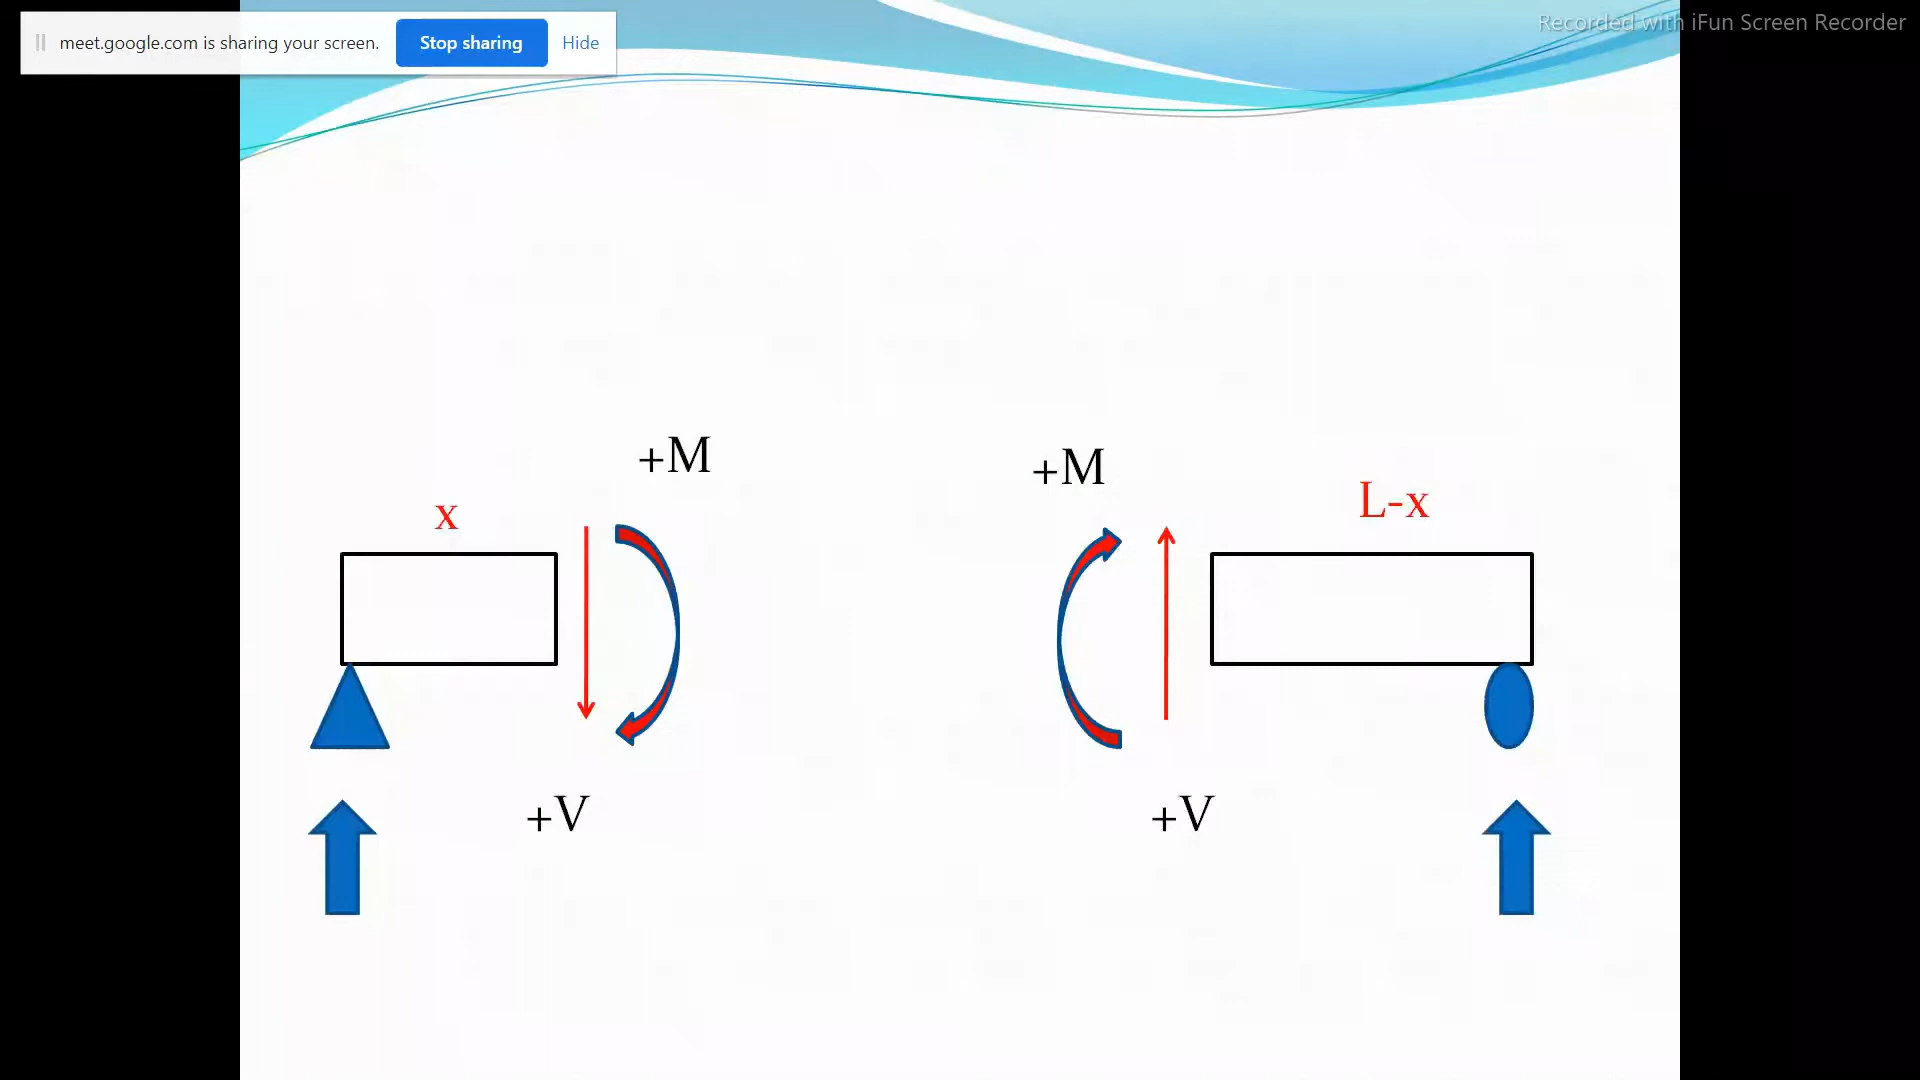 meet.google.com is sharing your screen. Stop sharing Hide
Recorded with iFun Screen Recorder
+M
+M
x
L-x
+V
+V